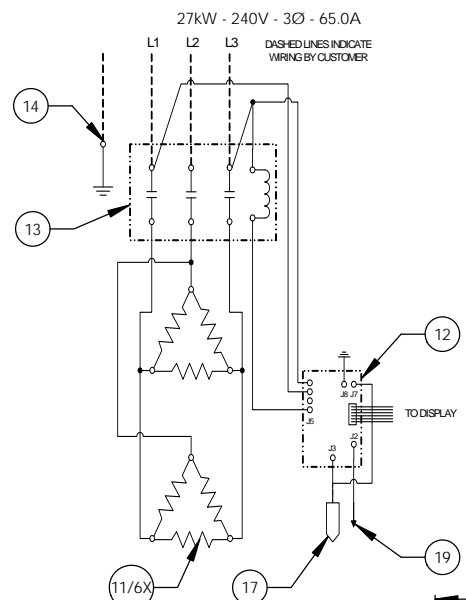 27kW - 240V - 3Ø - 65.0A
L1 L2 L3 DASHED LINES INDICATE
WIRING BY CUSTOMER
14
13
12
J8 J7
TO DISPLAY
J5
J2
J3
11/6X
17
19